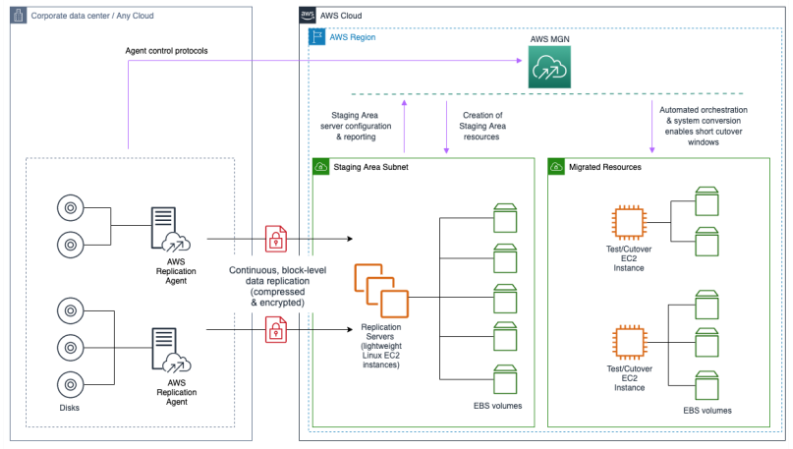 Corporate data center / Any Cloud
aws
AWS Cloud
AWS Region
AWS MGN
Agent control protocols
Staging Area
server configuration
& reporting
Creation of
Staging Area
resources
Automated orchestration
& system conversion
enables short cutover
windows
Staging Area Subnet
Migrated Resources
AWS
Replication
Agent
Continuous, block-level
data replication
(compressed
& encrypted)
AWS
Replication
Agent
Disks
Replication
Servers
(lightweight
Linux EC2
instances)
EBS volumes
Test/Cutover
EC2
Instance
Test/Cutover
EC2
Instance
EBS volumes